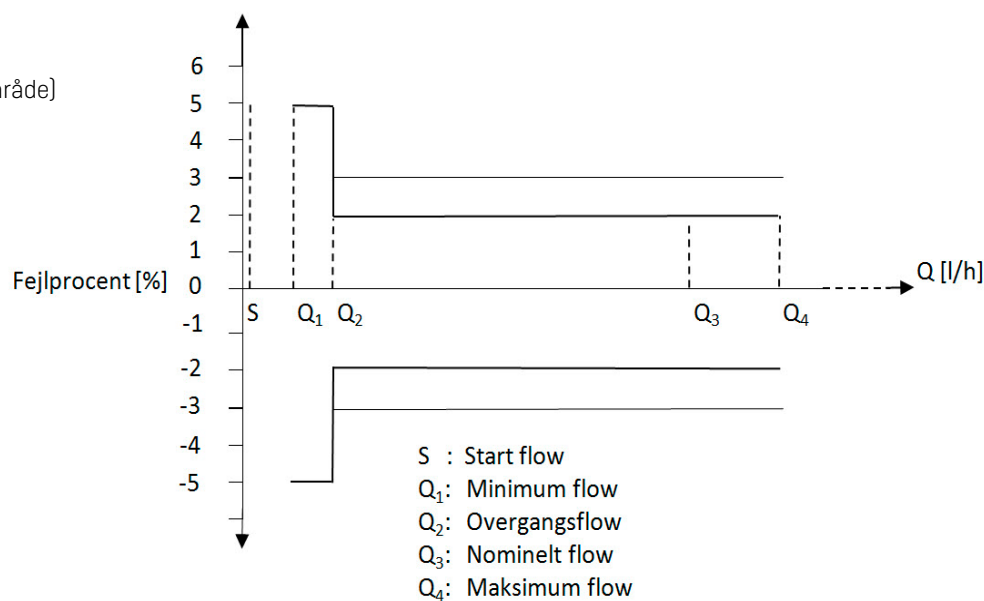 6
nråde)
5
4
3
2
1
Fejlprocent [%]
0
Q [l/h]
S
Q₁
Q₂
Q₃
Q₄
-1
-2
-3
-4
-5
S : Start flow
Q₁: Minimum flow
Q₂: Overgangsflow
Q₃: Nominelt flow
Q₄: Maksimum flow